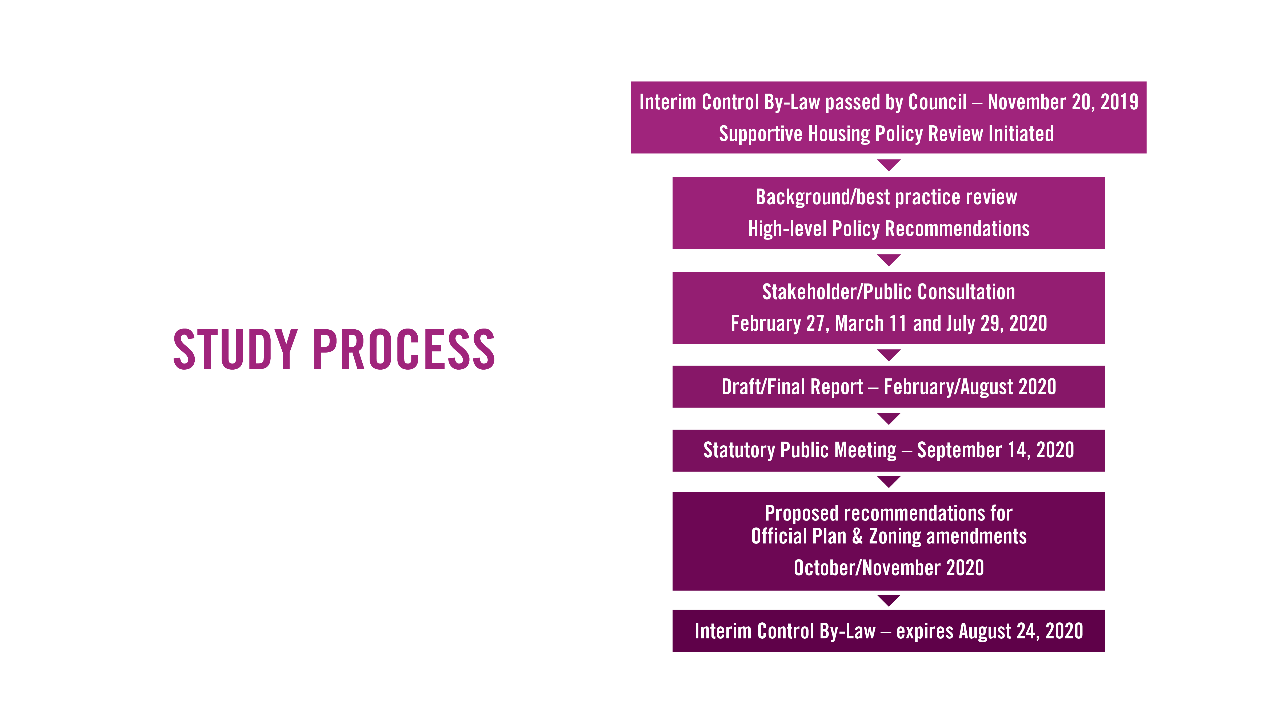 STUDY PROCESS
Interim Control By-Law passed by Council – November 20, 2019
Supportive Housing Policy Review Initiated
Background/best practice review
High-level Policy Recommendations
Stakeholder/Public Consultation
February 27, March 11 and July 29, 2020
Draft/Final Report – February/August 2020
Statutory Public Meeting – September 14, 2020
Proposed recommendations for
Official Plan & Zoning amendments
October/November 2020
Interim Control By-Law – expires August 24, 2020